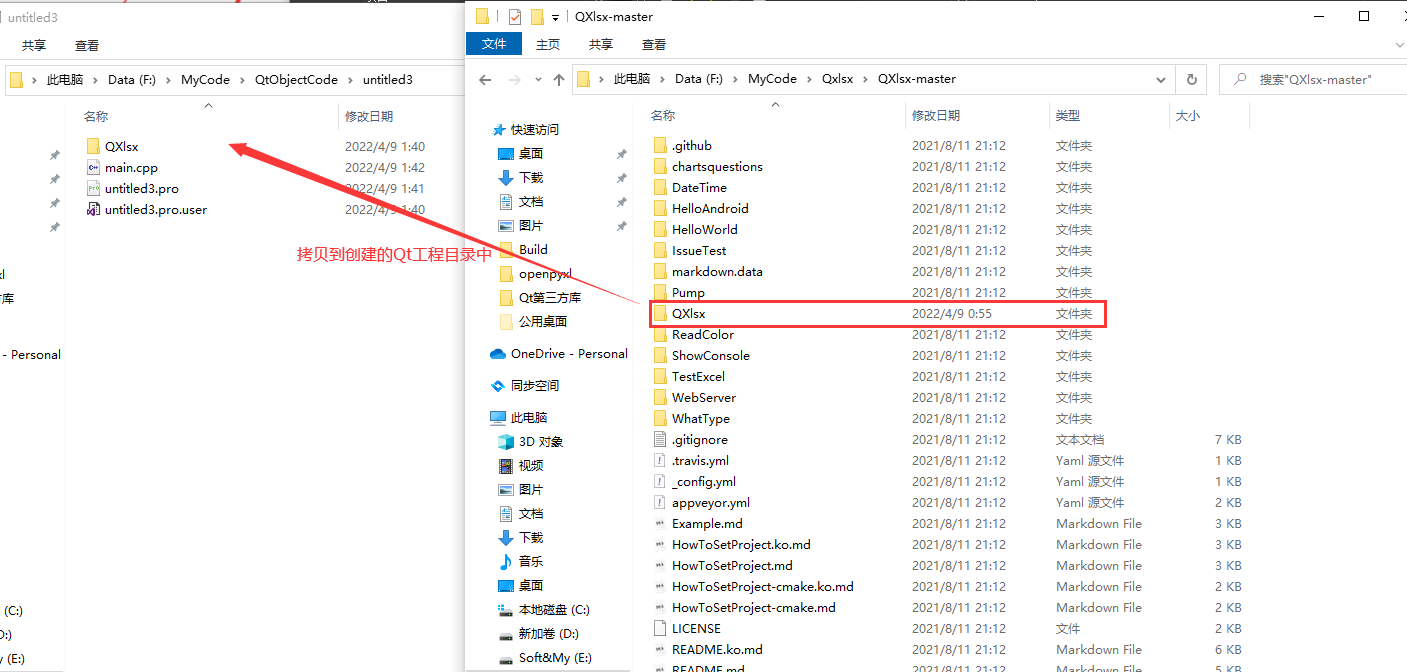 untitled3
共享 查看
此电脑 Data (F:) MyCode QtObjectCode untitled3
名称 修改日期
QXlsx 2022/4/9 1:40
main.cpp 2022/4/9 1:42
untitled3.pro 2022/4/9 1:41
untitled3.pro.user 2022/4/9 1:40
- Personal
(C:)
(E:)
拷贝到创建的Qt工程目录中
QXlsx-master
文件 主页 共享 查看
此电脑 Data (F:) MyCode Qxlsx QXlsx-master
搜索"QXlsx-master"
快速访问
桌面
下载
文档
图片
Build
openpyxl
Qt第三方库
公用桌面
OneDrive - Personal
同步空间
此电脑
3D 对象
视频
图片
文档
下载
音乐
桌面
本地磁盘 (C:)
新加卷 (D:)
Soft&My (E:)
名称 修改日期 类型 大小
.github 2021/8/11 21:12 文件夹
chartsquestions 2021/8/11 21:12 文件夹
DateTime 2021/8/11 21:12 文件夹
HelloAndroid 2021/8/11 21:12 文件夹
HelloWorld 2021/8/11 21:12 文件夹
IssueTest 2021/8/11 21:12 文件夹
markdown.data 2021/8/11 21:12 文件夹
Pump 2021/8/11 21:12 文件夹
QXlsx 2022/4/9 0:55 文件夹
ReadColor 2021/8/11 21:12 文件夹
ShowConsole 2021/8/11 21:12 文件夹
TestExcel 2021/8/11 21:12 文件夹
WebServer 2021/8/11 21:12 文件夹
WhatType 2021/8/11 21:12 文件夹
.gitignore 2021/8/11 21:12 文本文档 7 KB
.travis.yml 2021/8/11 21:12 Yaml 源文件 1 KB
_config.yml 2021/8/11 21:12 Yaml 源文件 1 KB
appveyor.yml 2021/8/11 21:12 Yaml 源文件 2 KB
Example.md 2021/8/11 21:12 Markdown File 3 KB
HowToSetProject.ko.md 2021/8/11 21:12 Markdown File 3 KB
HowToSetProject.md 2021/8/11 21:12 Markdown File 3 KB
HowToSetProject-cmake.ko.md 2021/8/11 21:12 Markdown File 2 KB
HowToSetProject-cmake.md 2021/8/11 21:12 Markdown File 2 KB
LICENSE 2021/8/11 21:12 文件 2 KB
README.ko.md 2021/8/11 21:12 Markdown File 6 KB
README.md 2021/8/11 21:12 Markdown File 5 KB